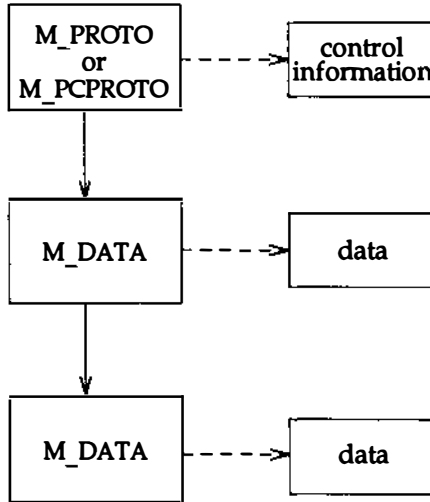 M_PROTO
or
M_PCPROTO
control
information
M_DATA
data
M_DATA
data